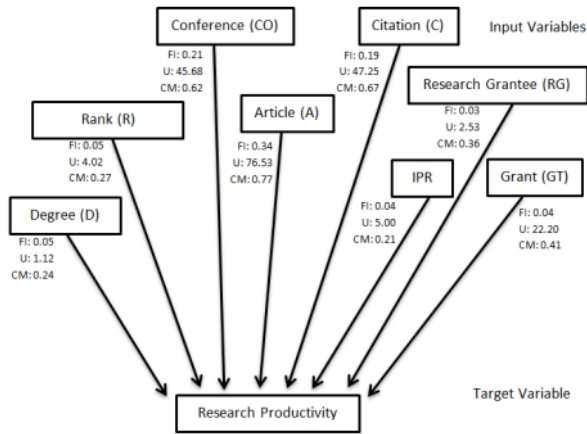 Conference (CO)
FI: 0.21
U: 45.68
CM: 0.62
Citation (C)
FI: 0.19
U: 47.25
CM: 0.67
Input Variables
Research Grantee (RG)
FI: 0.03
U: 2.53
CM: 0.36
Rank (R)
FI: 0.05
U: 4.02
CM: 0.27
Article (A)
FI: 0.34
U: 76.53
CM: 0.77
IPR
FI: 0.04
U: 5.00
CM: 0.21
Grant (GT)
FI: 0.04
U: 22.20
CM: 0.41
Degree (D)
FI: 0.05
U: 1.12
CM: 0.24
Target Variable
Research Productivity